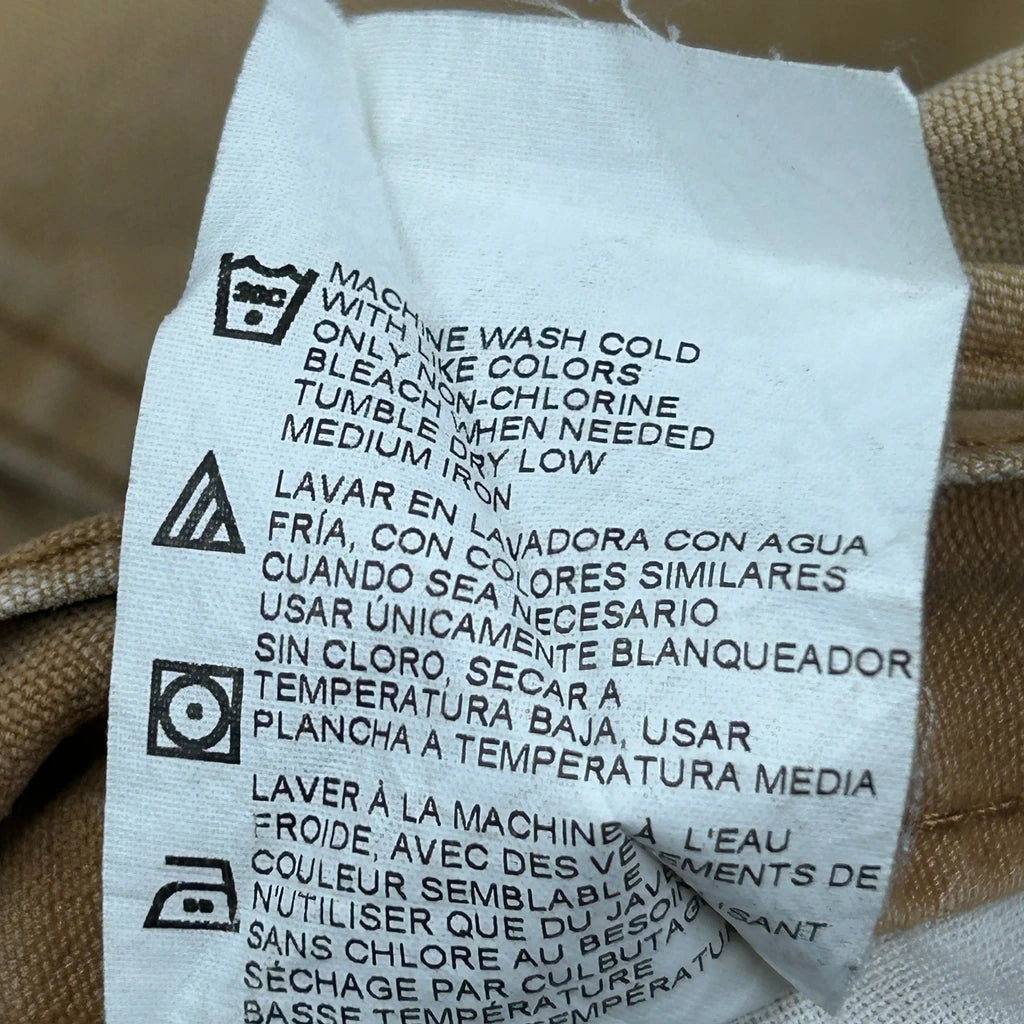 30C
MACHINE WASH COLD
WITH LIKE COLORS
ONLY NON-CHLORINE
BLEACH WHEN NEEDED
TUMBLE DRY LOW
MEDIUM IRON
LAVAR EN LAVADORA CON AGUA
FRÍA, CON COLORES SIMILARES
CUANDO SEA NECESARIO
USAR ÚNICAMENTE BLANQUEADOR
SIN CLORO, SECAR A
TEMPERATURA BAJA, USAR
PLANCHA A TEMPERATURA MEDIA
LAVER À LA MACHINE À L'EAU
FROIDE, AVEC DES VÊTEMENTS DE
COULEUR SEMBLABLE
N'UTILISER QUE DU
SANS CHLORE AU BESOIN
SÉCHAGE PAR
BASSE TEMPÉRATURE